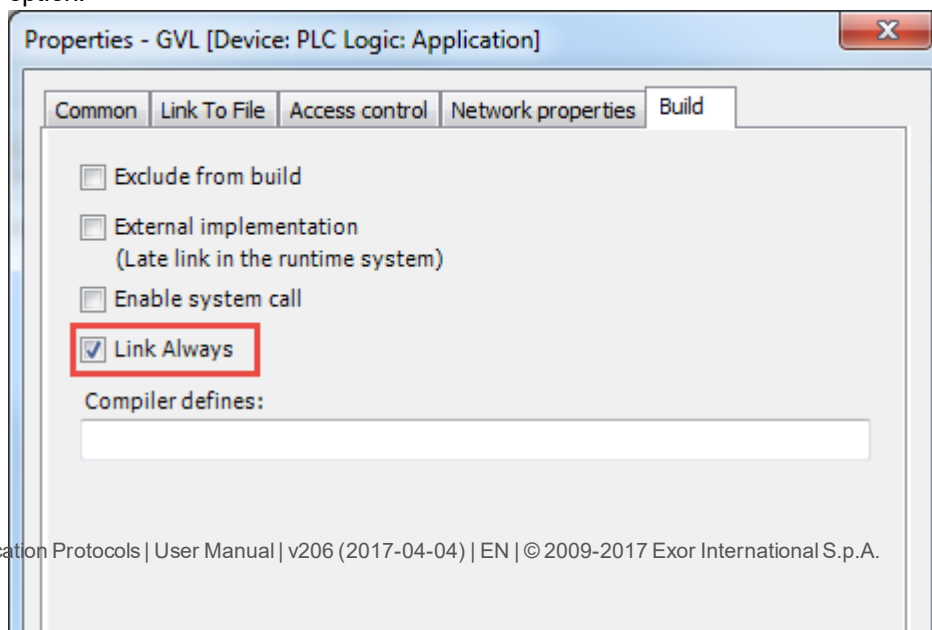 option.
Properties - GVL [Device: PLC Logic: Application]
Common Link To File Access control Network properties Build
Exclude from build
External implementation
(Late link in the runtime system)
Enable system call
Link Always
Compiler defines:
Protocols | User Manual | v206 (2017-04-04) | EN | © 2009-2017 Exor International S.p.A.